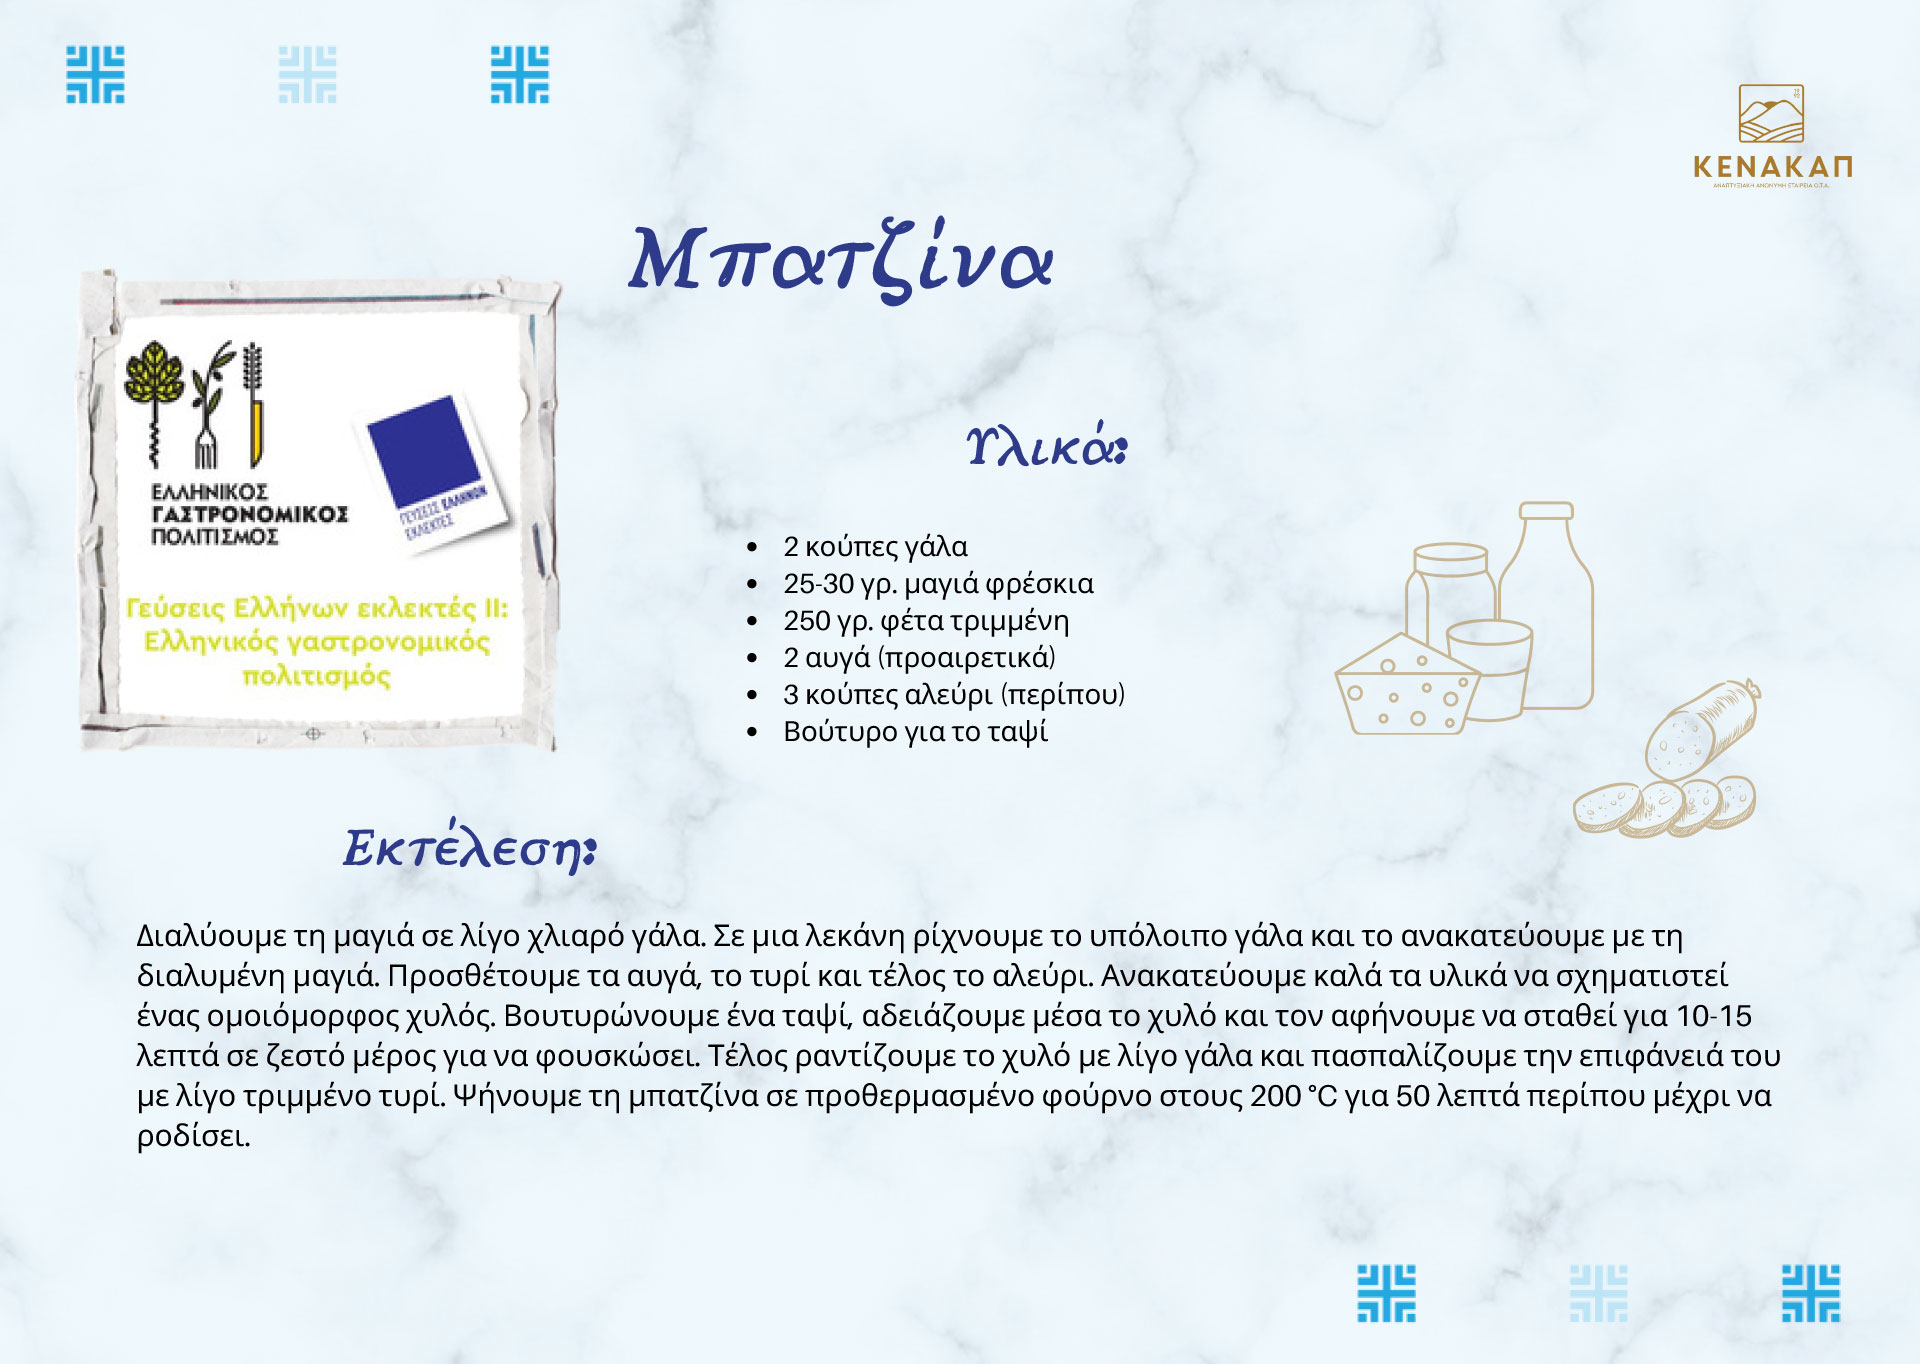 ΚΕΝΑΚΑΠ
ΑΝΑΠΤΥΞΙΑΚΗ ΑΝΩΝΥΜΗ ΕΤΑΙΡΕΙΑ Ο.Τ.Α.
Μπατζίνα
ΕΛΛΗΝΙΚΟΣ
ΓΑΣΤΡΟΝΟΜΙΚΟΣ
ΠΟΛΙΤΙΣΜΟΣ
ΓΕΥΣΕΙΣ ΕΛΛΗΝΩΝ
ΕΚΛΕΚΤΕΣ
Γεύσεις Ελλήνων εκλεκτές ΙΙ:
Ελληνικός γαστρονομικός
πολιτισμός
Υλικά:
• 2 κούπες γάλα
• 25-30 γρ. μαγιά φρέσκια
• 250 γρ. φέτα τριμμένη
• 2 αυγά (προαιρετικά)
• 3 κούπες αλεύρι (περίπου)
• Βούτυρο για το ταψί
Εκτέλεση:
Διαλύουμε τη μαγιά σε λίγο χλιαρό γάλα. Σε μια λεκάνη ρίχνουμε το υπόλοιπο γάλα και το ανακατεύουμε με τη
διαλυμένη μαγιά. Προσθέτουμε τα αυγά, το τυρί και τέλος το αλεύρι. Ανακατεύουμε καλά τα υλικά να σχηματιστεί
ένας ομοιόμορφος χυλός. Βουτυρώνουμε ένα ταψί, αδειάζουμε μέσα το χυλό και τον αφήνουμε να σταθεί για 10-15
λεπτά σε ζεστό μέρος για να φουσκώσει. Τέλος ραντίζουμε το χυλό με λίγο γάλα και πασπαλίζουμε την επιφάνειά του
με λίγο τριμμένο τυρί. Ψήνουμε τη μπατζίνα σε προθερμασμένο φούρνο στους 200 °C για 50 λεπτά περίπου μέχρι να
ροδίσει.